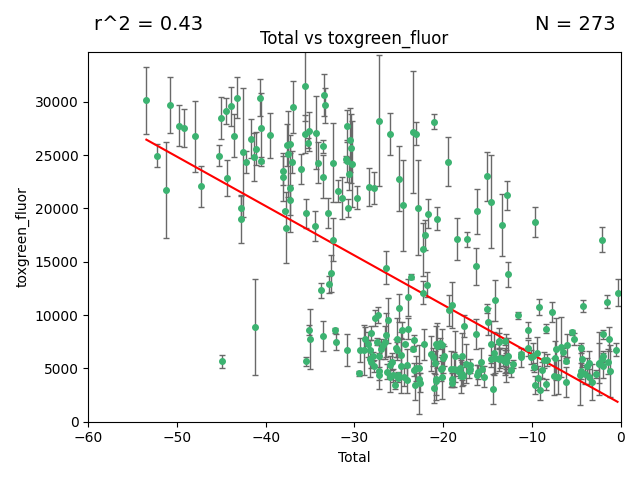 r^2 = 0.43
N = 273
Total vs toxgreen_fluor
30000
25000
20000
15000
10000
5000
0
toxgreen_fluor
−60
−50
−40
−30
−20
−10
0
Total